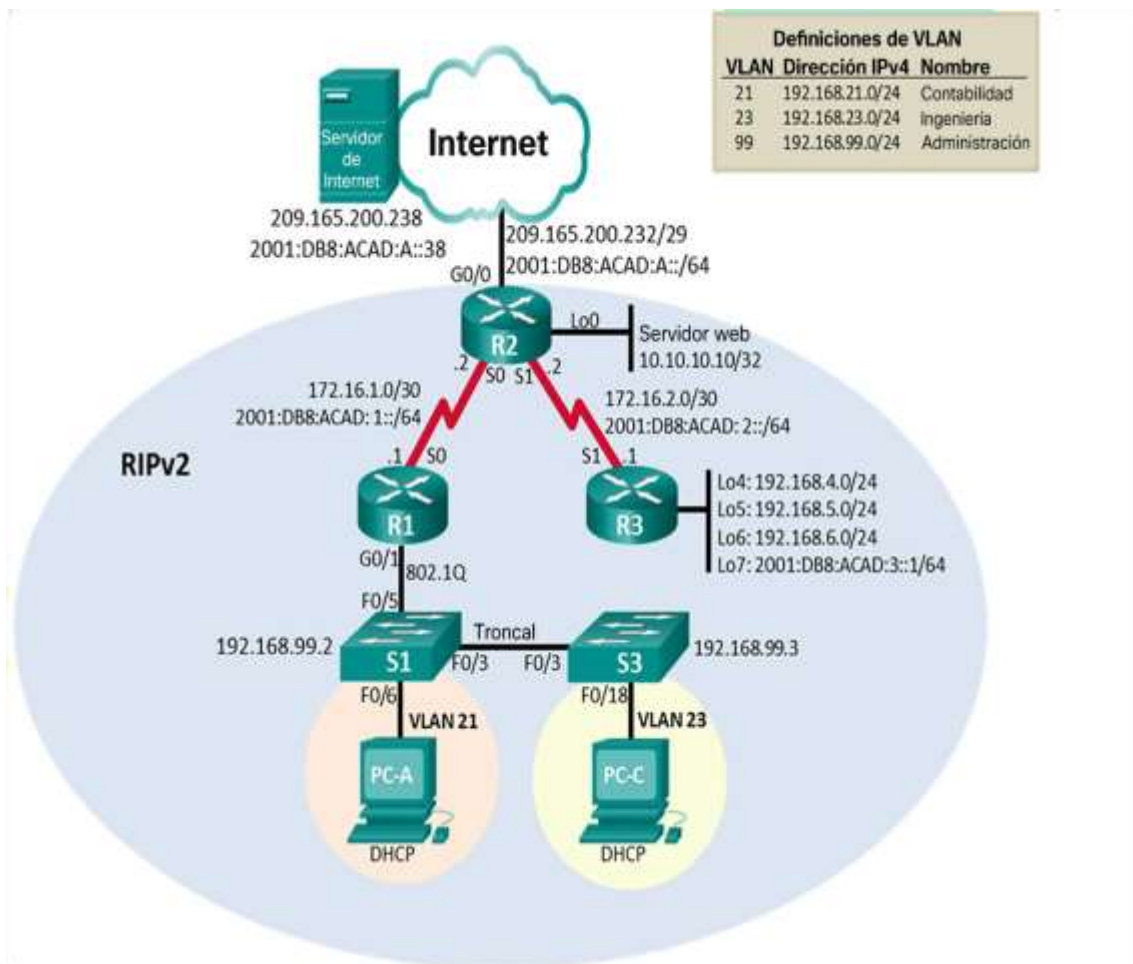 Definiciones de VLAN
VLAN Dirección IPv4 Nombre
21 192.168.21.0/24 Contabilidad
23 192.168.23.0/24 Ingeniería
99 192.168.99.0/24 Administración
Servidor
de
Internet
Internet
209.165.200.238
2001:DB8:ACAD:A::38
209.165.200.232/29
2001:DB8:ACAD:A::/64
G0/0
R2
Lo0
Servidor web
10.10.10.10/32
.2
S0
S1
.2
172.16.1.0/30
2001:DB8:ACAD: 1::/64
172.16.2.0/30
2001:DB8:ACAD: 2::/64
RIPv2
.1
S0
S1
.1
R1
R3
Lo4: 192.168.4.0/24
Lo5: 192.168.5.0/24
Lo6: 192.168.6.0/24
Lo7: 2001:DB8:ACAD:3::1/64
G0/1
802.1Q
F0/5
192.168.99.2
S1
Troncal
F0/3
F0/3
S3
192.168.99.3
F0/6
VLAN 21
F0/18
VLAN 23
PC-A
PC-C
DHCP
DHCP